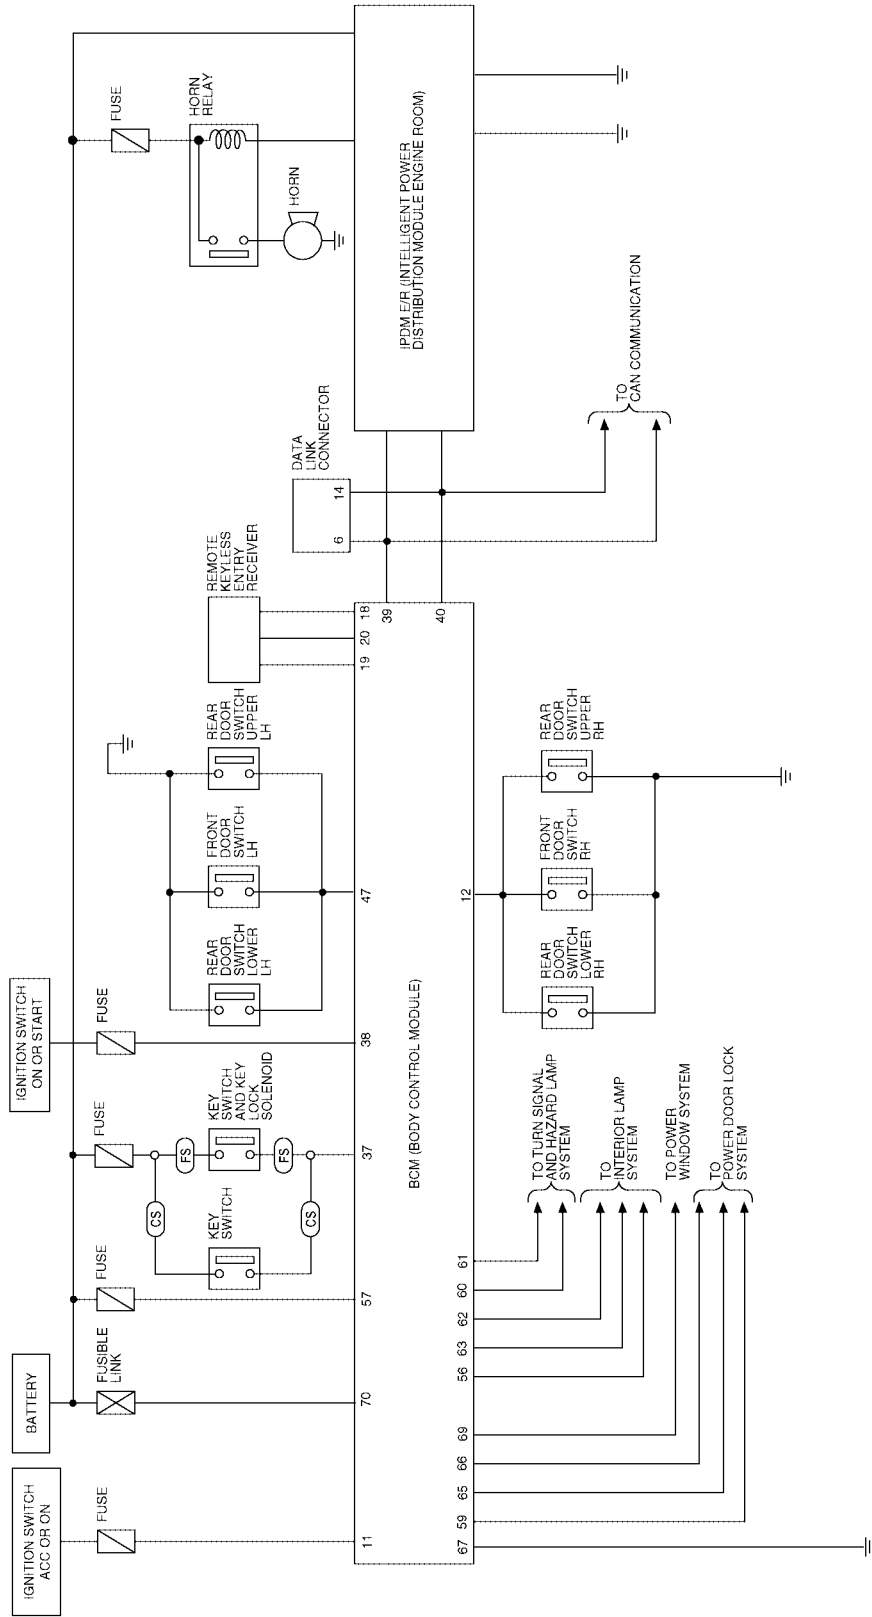 IGNITION SWITCH
ACC OR ON
FUSE
11
BATTERY
FUSIBLE
LINK
70
FUSE
57
FUSE
CS
FS
KEY
SWITCH
KEY
SWITCH
AND KEY
LOCK
SOLENOID
CS
FS
37
IGNITION SWITCH
ON OR START
FUSE
38
REAR
DOOR
SWITCH
LOWER
LH
FRONT
DOOR
SWITCH
LH
REAR
DOOR
SWITCH
UPPER
LH
47
REMOTE
KEYLESS
ENTRY
RECEIVER
19
20
18
DATA
LINK
CONNECTOR
6
14
39
40
FUSE
HORN
RELAY
HORN
IPDM E/R (INTELLIGENT POWER
DISTRIBUTION MODULE ENGINE ROOM)
TO
CAN COMMUNICATION
BCM (BODY CONTROL MODULE)
12
REAR
DOOR
SWITCH
LOWER
RH
FRONT
DOOR
SWITCH
RH
REAR
DOOR
SWITCH
UPPER
RH
67
59
65
66
69
56
63
62
60
61
TO TURN SIGNAL
AND HAZARD LAMP
SYSTEM
TO
INTERIOR LAMP
SYSTEM
TO POWER
WINDOW SYSTEM
TO
POWER DOOR LOCK
SYSTEM